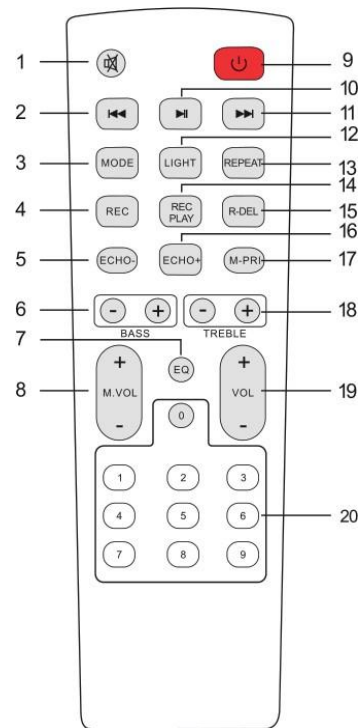 1 9
10
2 11
12
MODE LIGHT REPEAT
3 13
14
4 REC REC PLAY R-DEL 15
16
5 ECHO- ECHO+ M-PRI 17
6 - + - + 18
BASS TREBLE
7 EQ
8 + M.VOL - + VOL - 19
0
1 2 3
4 5 6 20
7 8 9